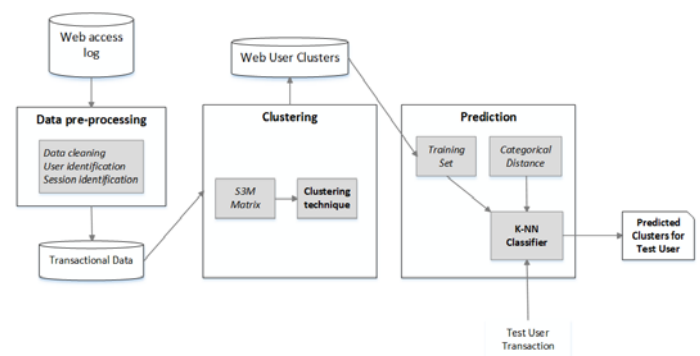 Web access
log
Data pre-processing
Data cleaning
User identification
Session identification
Transactional Data
Web User Clusters
Clustering
S3M
Matrix
Clustering
technique
Prediction
Training
Set
Categorical
Distance
K-NN
Classifier
Predicted
Clusters for
Test User
Test User
Transaction